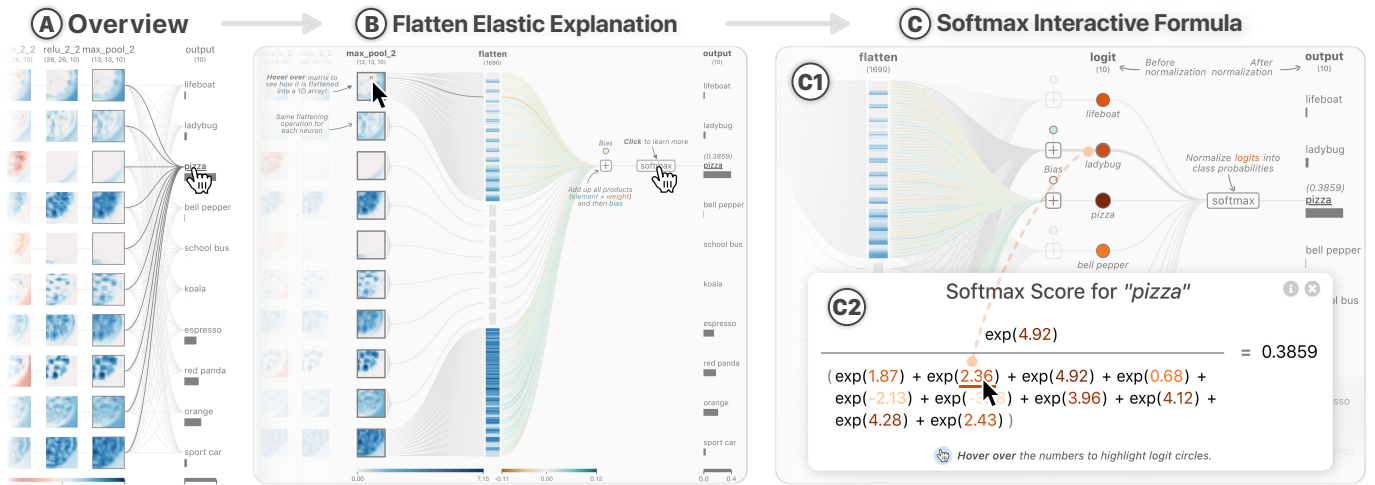 A Overview
B Flatten Elastic Explanation
C Softmax Interactive Formula
relu_2_2
max_pool_2
output
(26, 26, 10)
(13, 13, 10)
(10)
lifeboat
ladybug
pizza
bell pepper
school bus
koala
espresso
red panda
orange
sport car
max_pool_2
(13, 13, 10)
flatten
(1690)
output
(10)
Hover over matrix to
see how it is flattened
into a 1D array!
Same flattening
operation for
each neuron
Bias
Click to learn more
softmax
Add up all products
(element × weight)
and then bias
lifeboat
ladybug
(0.3859)
pizza
bell pepper
school bus
koala
espresso
red panda
orange
sport car
0.00
7.15
-0.11
0.00
0.12
0.0
0.4
C1
flatten
(1690)
logit
(10)
Before
normalization
After
normalization
output
(10)
lifeboat
ladybug
Bias
pizza
bell pepper
Normalize logits into
class probabilities
softmax
lifeboat
ladybug
(0.3859)
pizza
bell pepper
ol bus
C2
Softmax Score for "pizza"
exp(4.92)
= 0.3859
(exp(1.87) + exp(2.36) + exp(4.92) + exp(0.68) +
exp(-2.13) + exp( + exp(3.96) + exp(4.12) +
exp(4.28) + exp(2.43) )
Hover over the numbers to highlight logit circles.